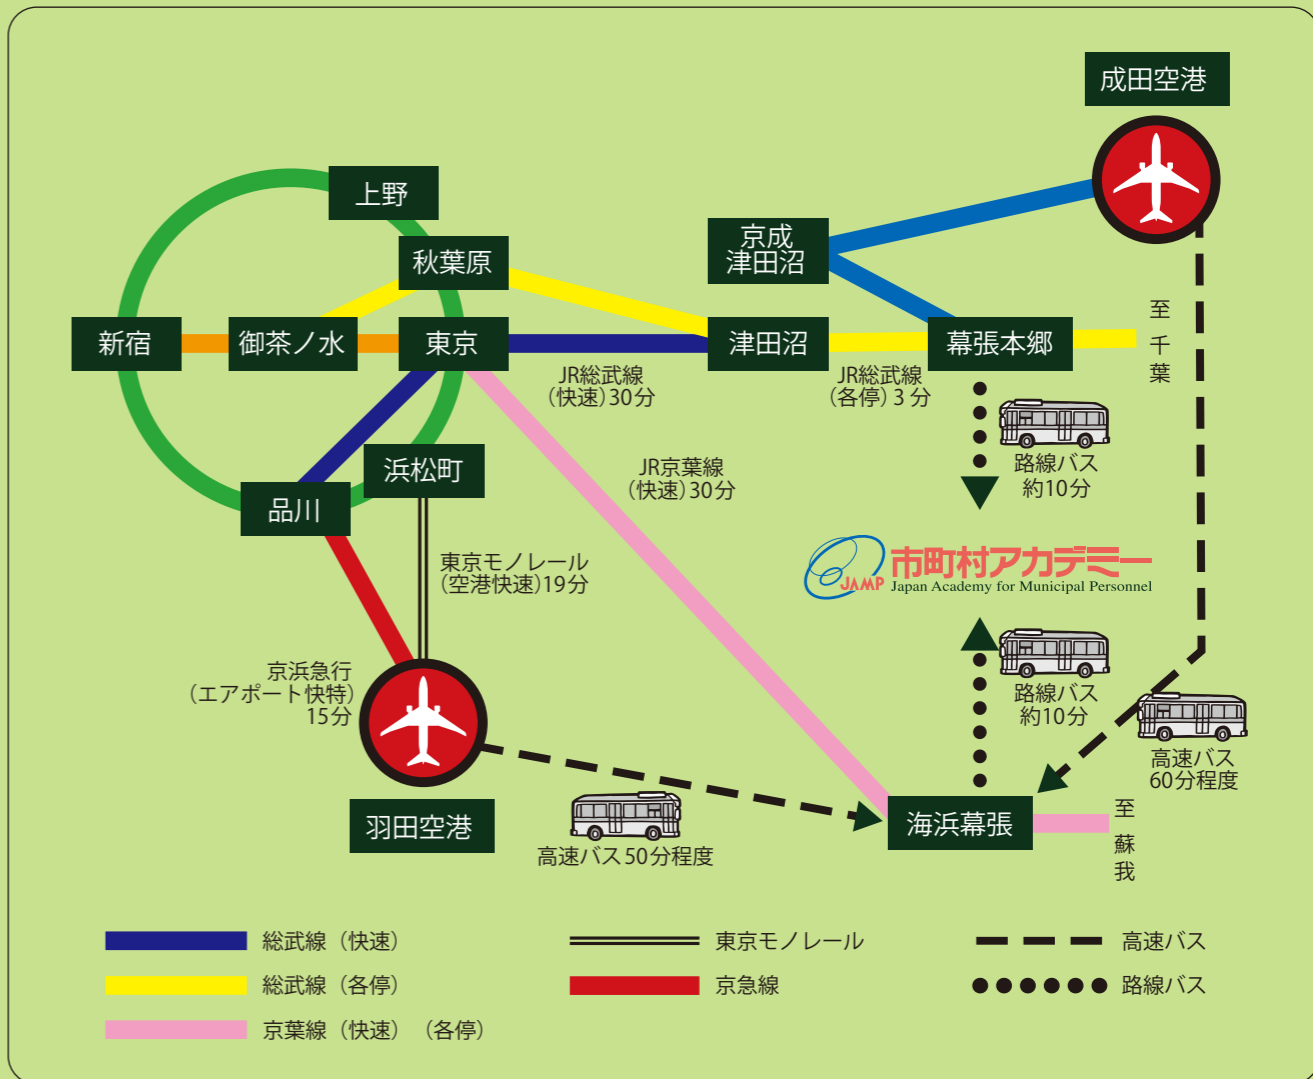 成田空港
上野
京成
津田沼
秋葉原
新宿
御茶ノ水
東京
津田沼
幕張本郷
至千葉
JR総武線
(快速)30分
JR総武線
(各停)3分
浜松町
品川
JR京葉線
(快速)30分
路線バス
約10分
東京モノレール
(空港快速)19分
JAMP
市町村アカデミー
Japan Academy for Municipal Personnel
京浜急行
(エアポート快特)
15分
路線バス
約10分
高速バス
60分程度
羽田空港
高速バス50分程度
海浜幕張
至蘇我
総武線(快速)
東京モノレール
高速バス
総武線(各停)
京急線
路線バス
京葉線(快速)(各停)